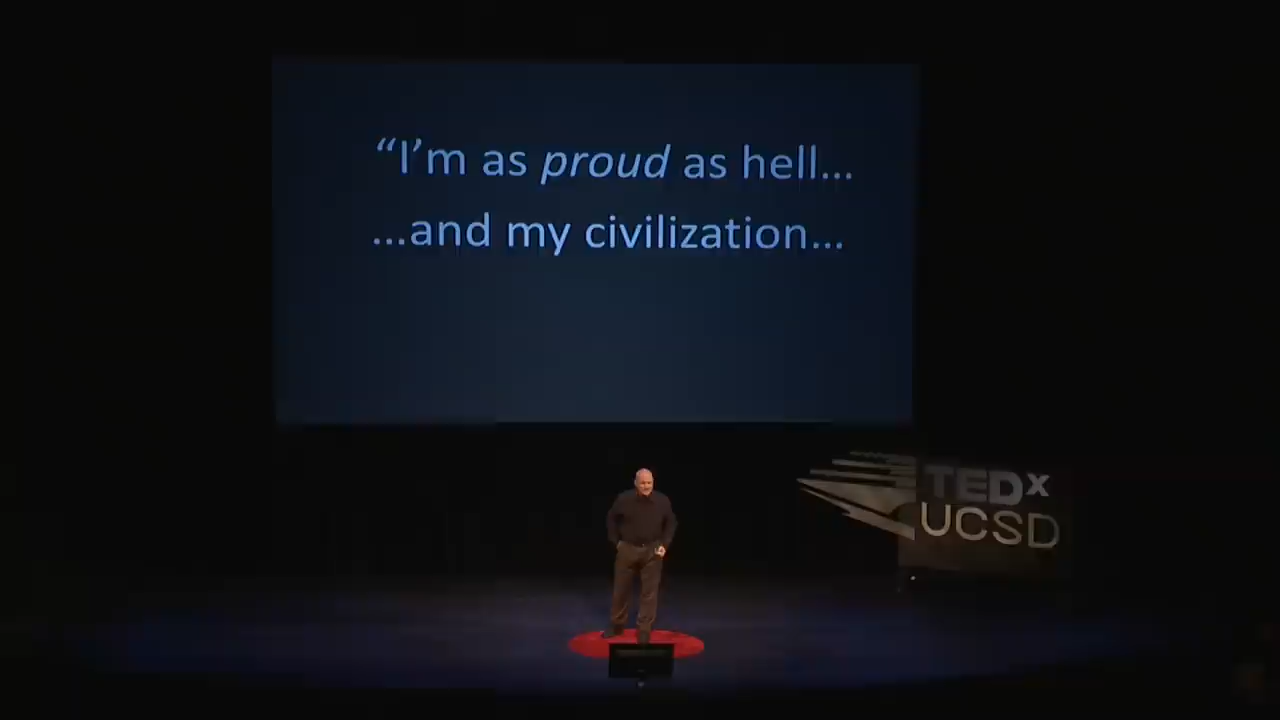 “I’m as proud as hell...
...and my civilization...
TEDx
UCSD